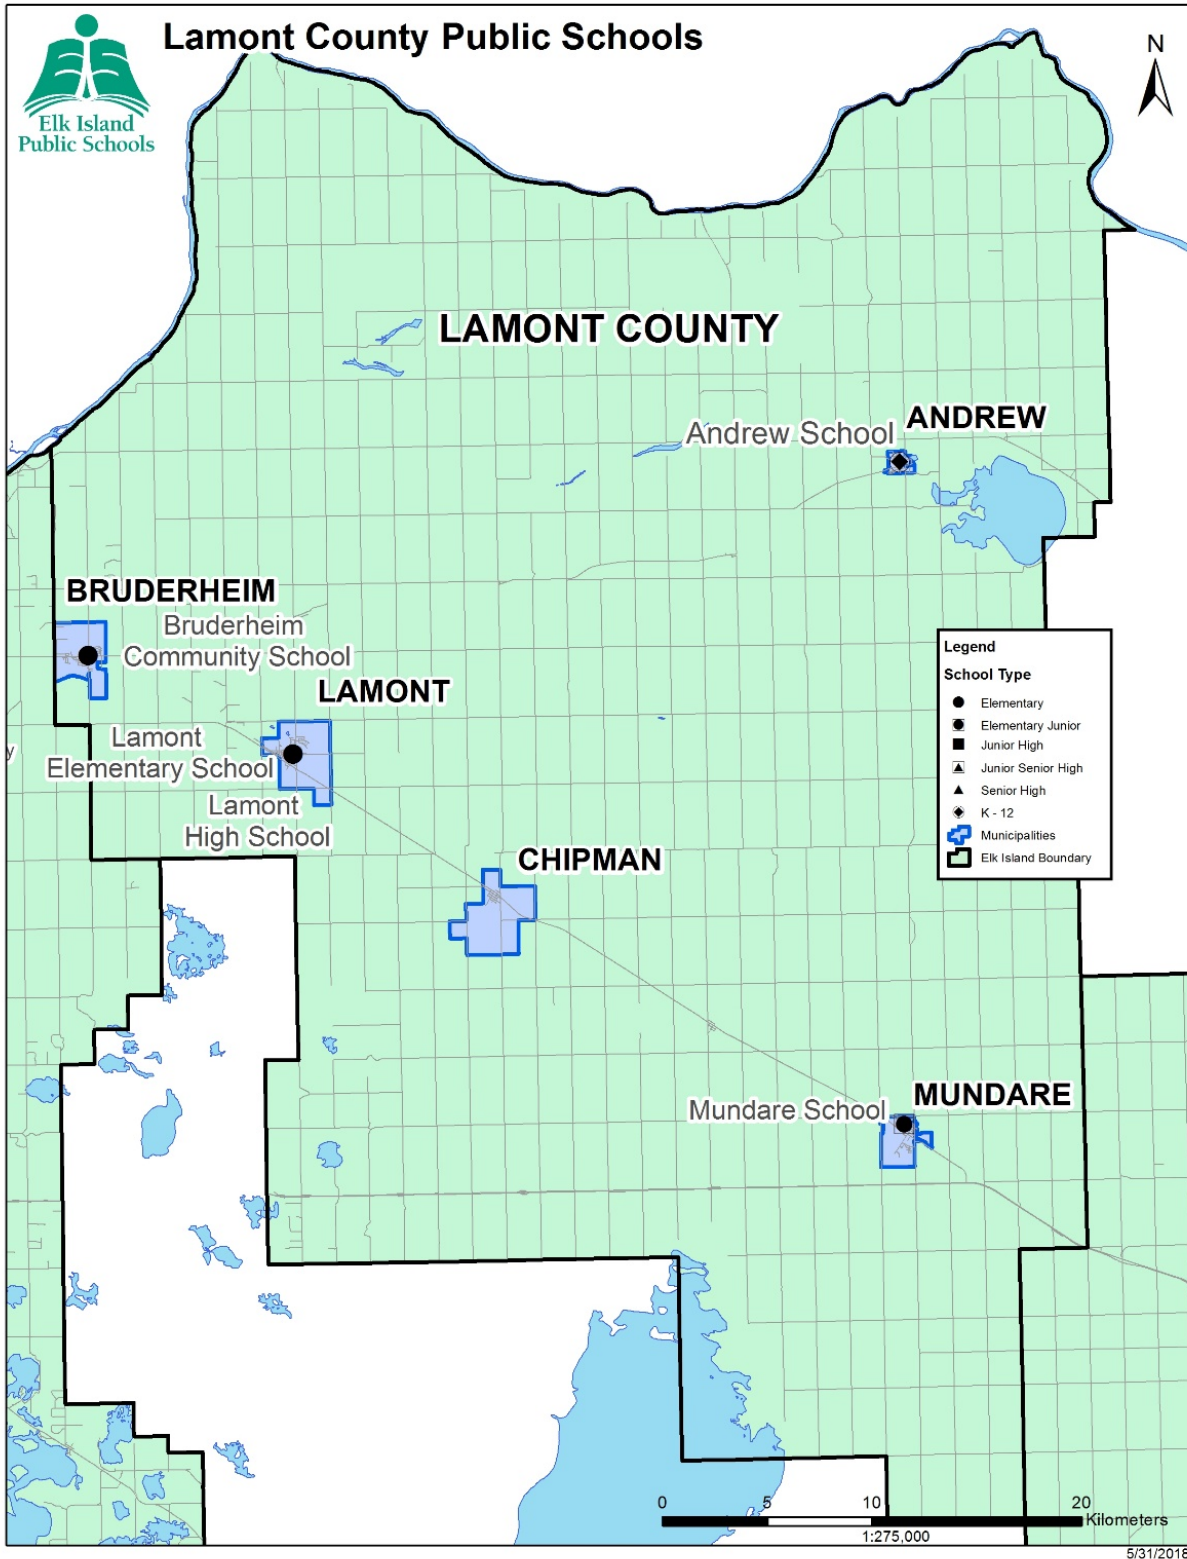 Lamont County Public Schools
N
Elk Island
Public Schools
LAMONT COUNTY
ANDREW
Andrew School
BRUDERHEIM
Bruderheim
Community School
LAMONT
Lamont
Elementary School
Lamont
High School
y
CHIPMAN
MUNDARE
Mundare School
Legend
School Type
Elementary
Elementary Junior
Junior High
Junior Senior High
Senior High
K - 12
Municipalities
Elk Island Boundary
0 5 10 20
Kilometers
1:275,000
5/31/2018